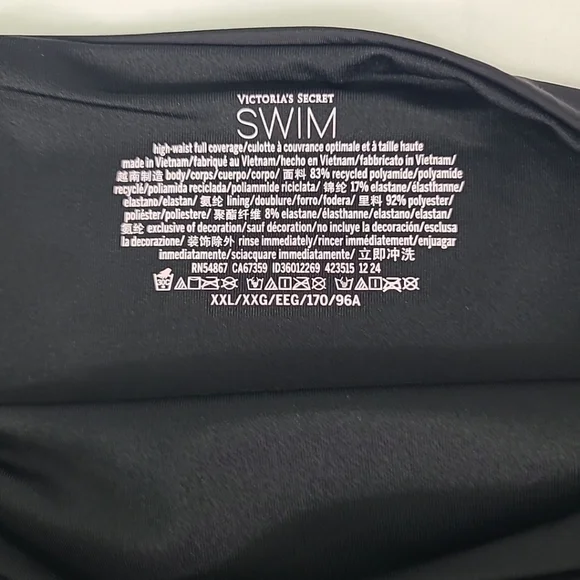 VICTORIA'S SECRET
SWIM
high-waist full coverage/culotte à couvrance optimale et à taille haute
made in Vietnam/fabriqué au Vietnam/hecho en Vietnam/fabbricato in Vietnam/
越南制造 body/corps/cuerpo/corpo/ 面料 83% recycled polyamide/polyamide
recyclé/poliamida reciclada/poliammide riciclata/ 锦纶 17% elastane/élasthanne/
elastano/elastan/ 氨纶 lining/doublure/forro/fodera/ 里料 92% polyester/
poliéster/poliestere/ 聚酯纤维 8% elastane/élasthanne/elastano/elastan/
氨纶 exclusive of decoration/sauf décoration/no incluye la decoración/esclusa
la decorazione/ 装饰除外 rinse immediately/rincer immédiatement/enjuagar
inmediatamente/sciacquare immediatamente/ 立即冲洗
RN54867 CA67359 ID36012269 423515 12 24
XXL/XXG/EEG/170/96A